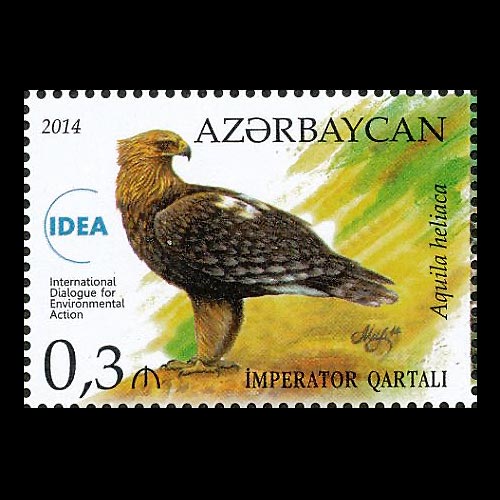 2014
AZƏRBAYCAN
IDEA
International
Dialogue for
Environmental
Action
Aquila heliaca
0,3 ₼
İMPERATOR QARTALI